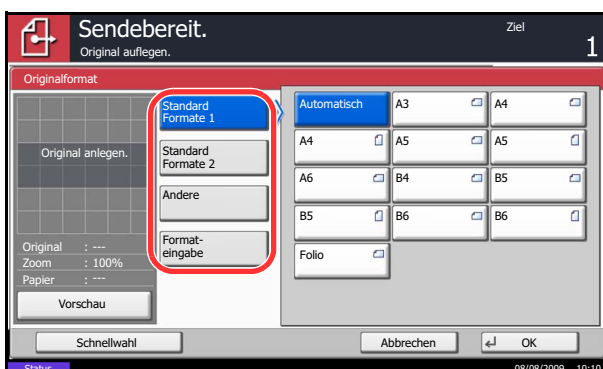 Sendebereit.
Original auflegen.
Ziel
1
Originalformat
Original anlegen.
Original : ---
Zoom : 100%
Papier : ---
Vorschau
Standard
Formate 1
Standard
Formate 2
Andere
Format-
eingabe
Automatisch
A3
A4
A4
A5
A5
A6
B4
B5
B5
B6
B6
Folio
Schnellwahl
Abbrechen
OK
Status
08/08/2009 10:10